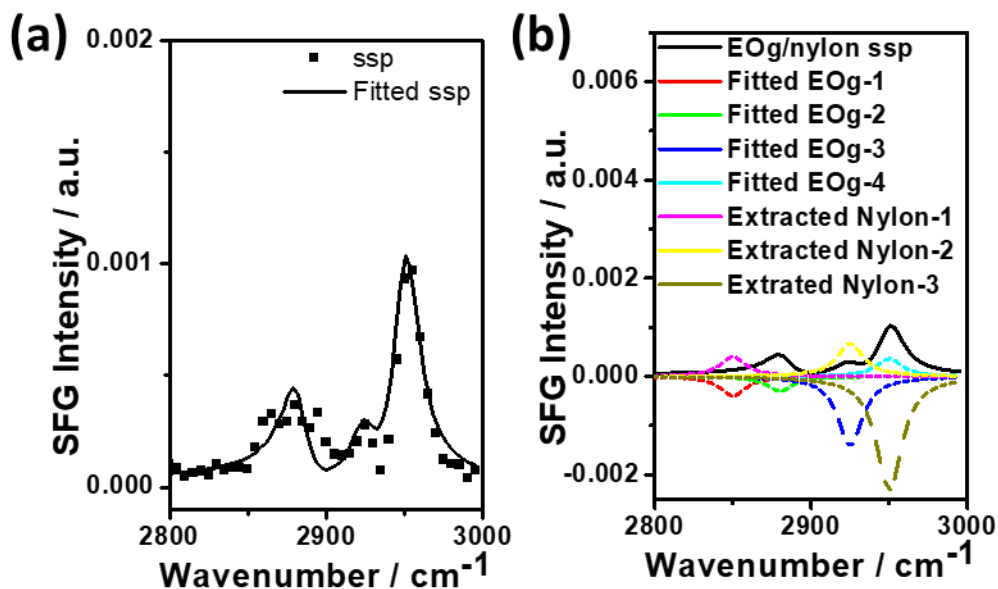 (a)
SFG Intensity / a.u.
0.002
0.001
0.000
ssp
Fitted ssp
2800
2900
3000
Wavenumber / cm-1
(b)
SFG Intensity / a.u.
0.006
0.004
0.002
0.000
-0.002
EOg/nylon ssp
Fitted EOg-1
Fitted EOg-2
Fitted EOg-3
Fitted EOg-4
Extracted Nylon-1
Extracted Nylon-2
Extrated Nylon-3
2800
2900
3000
Wavenumber / cm-1